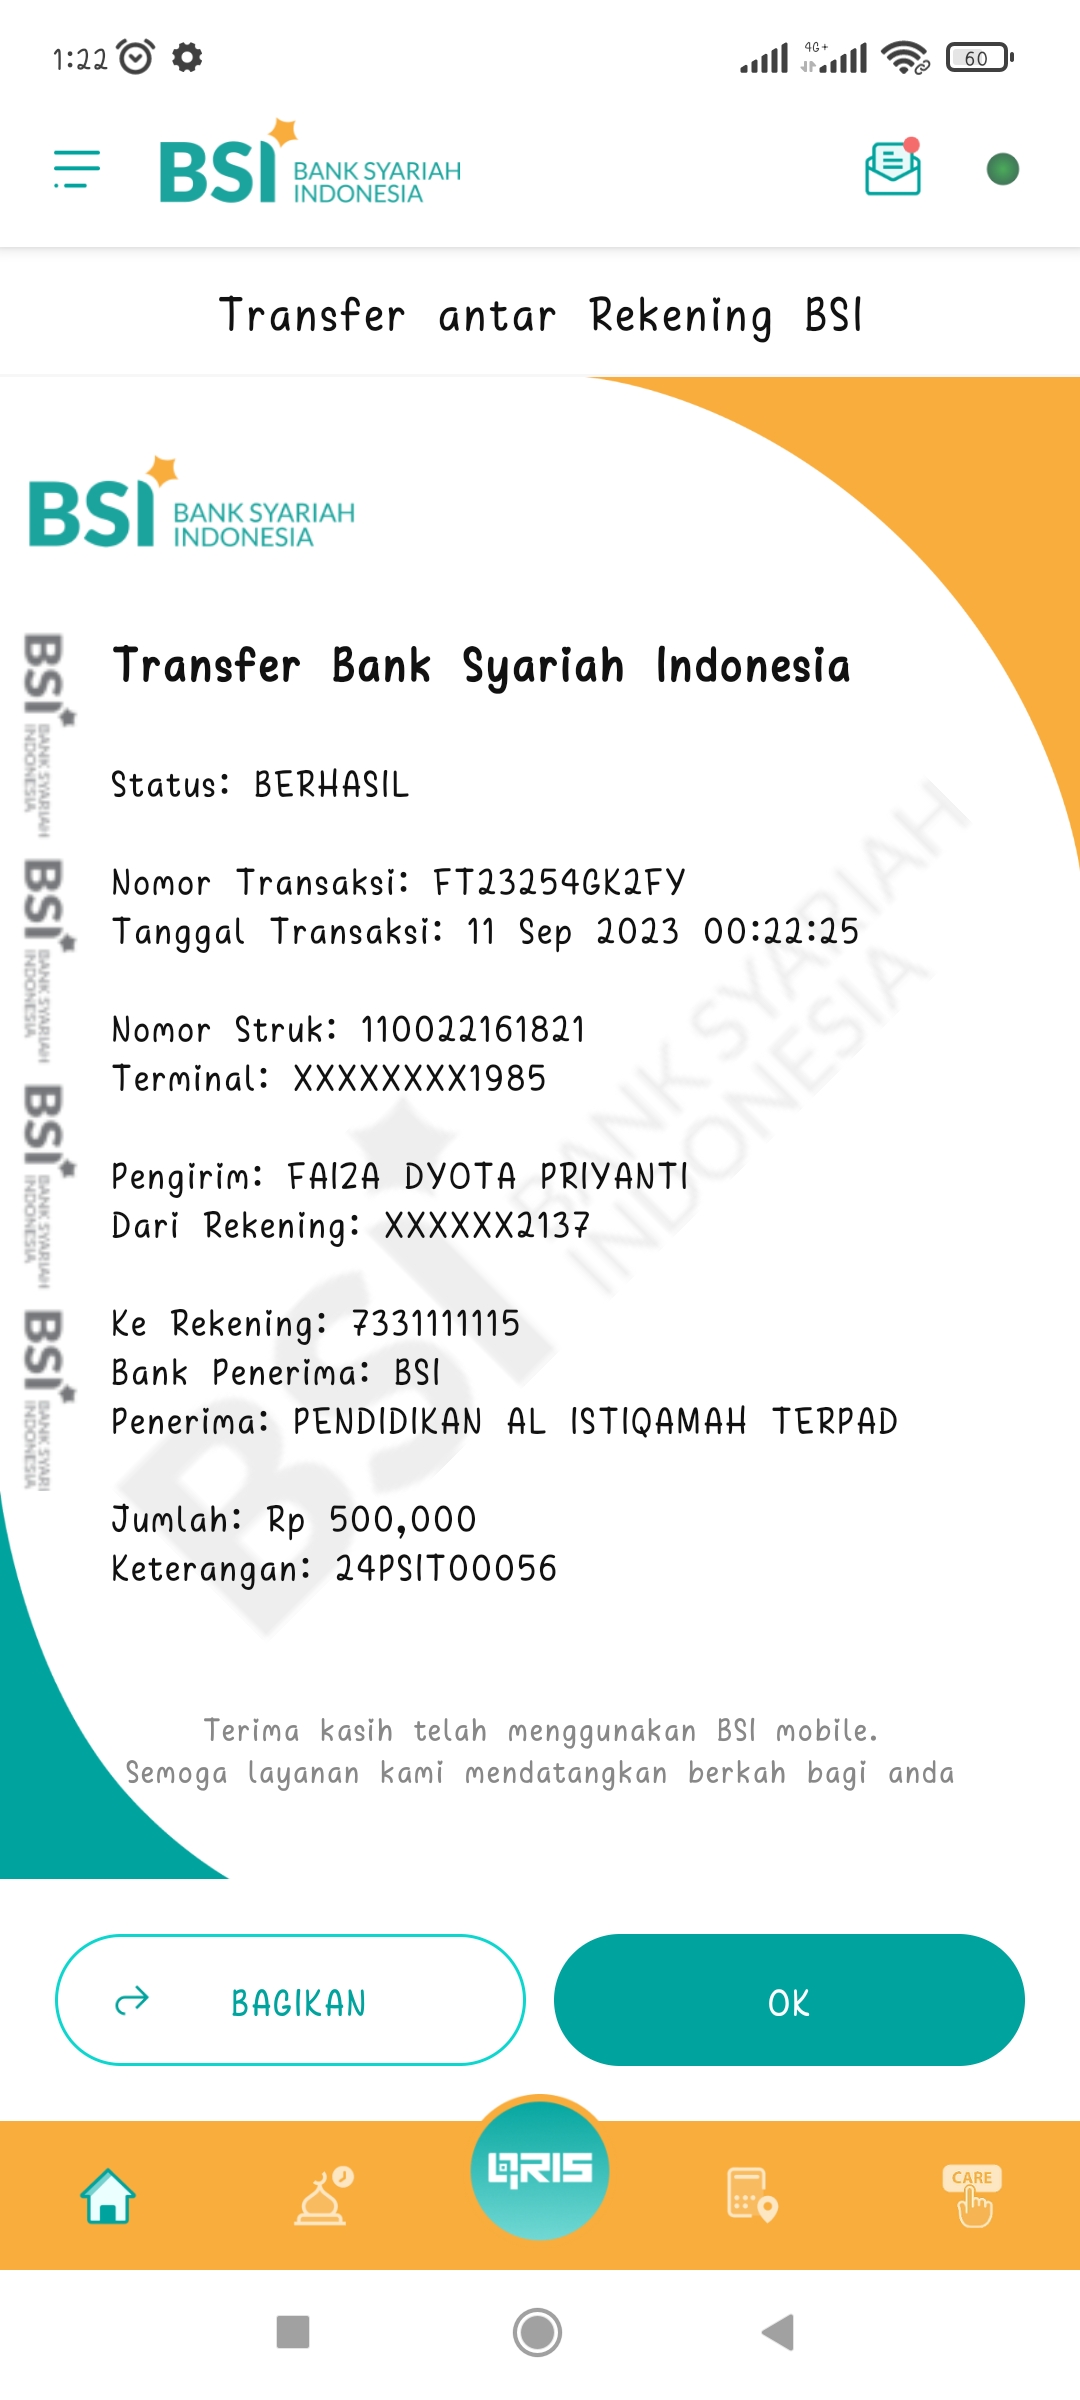 1:22
4G+
60
BSI BANK SYARIAH
INDONESIA
Transfer antar Rekening BSI
BSI BANK SYARIAH
INDONESIA
Transfer Bank Syariah Indonesia
Status: BERHASIL
Nomor Transaksi: FT23254GK2FY
Tanggal Transaksi: 11 Sep 2023 00:22:25
Nomor Struk: 110022161821
Terminal: XXXXXXXX1985
Pengirim: FAIZA DYOTA PRIYANTI
Dari Rekening: XXXXXX2137
Ke Rekening: 7331111115
Bank Penerima: BSI
Penerima: PENDIDIKAN AL ISTIQAMAH TERPAD
Jumlah: Rp 500,000
Keterangan: 24PSIT00056
BSI BANK SYARIAH
INDONESIA
BSI BANK SYARIAH
INDONESIA
BSI BANK SYARIAH
INDONESIA
BSI BANK SYARI
INDONESIA
BSI BANK SYARIAH
INDONESIA
Terima kasih telah menggunakan BSI mobile.
Semoga layanan kami mendatangkan berkah bagi anda
BAGIKAN
OK
QRIS
CARE